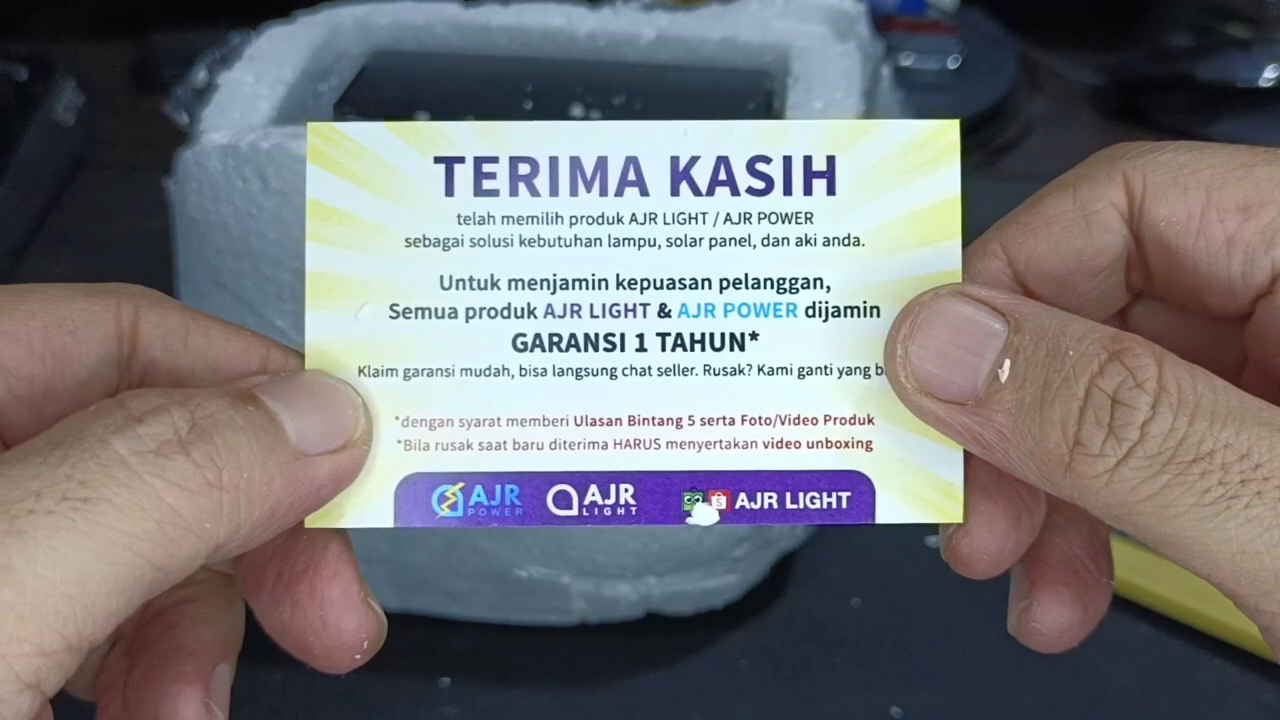 TERIMA KASIH
telah memilih produk AJR LIGHT / AJR POWER
sebagai solusi kebutuhan lampu, solar panel, dan aki anda.
Untuk menjamin kepuasan pelanggan,
Semua produk AJR LIGHT & AJR POWER dijamin
GARANSI 1 TAHUN*
Klaim garansi mudah, bisa langsung chat seller. Rusak? Kami ganti yang
*dengan syarat memberi Ulasan Bintang 5 serta Foto/Video Produk
*Bila rusak saat baru diterima HARUS menyertakan video unboxing
AJR POWER AJR LIGHT AJR LIGHT